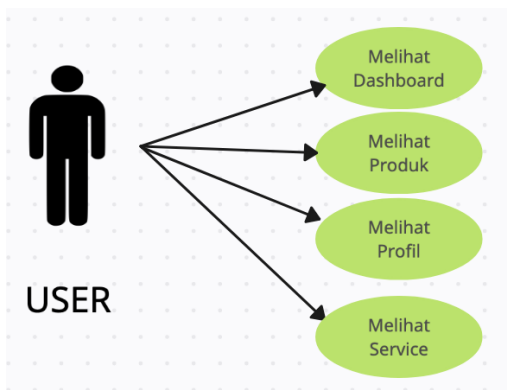 Melihat
Dashboard
Melihat
Produk
Melihat
Profil
USER
Melihat
Service